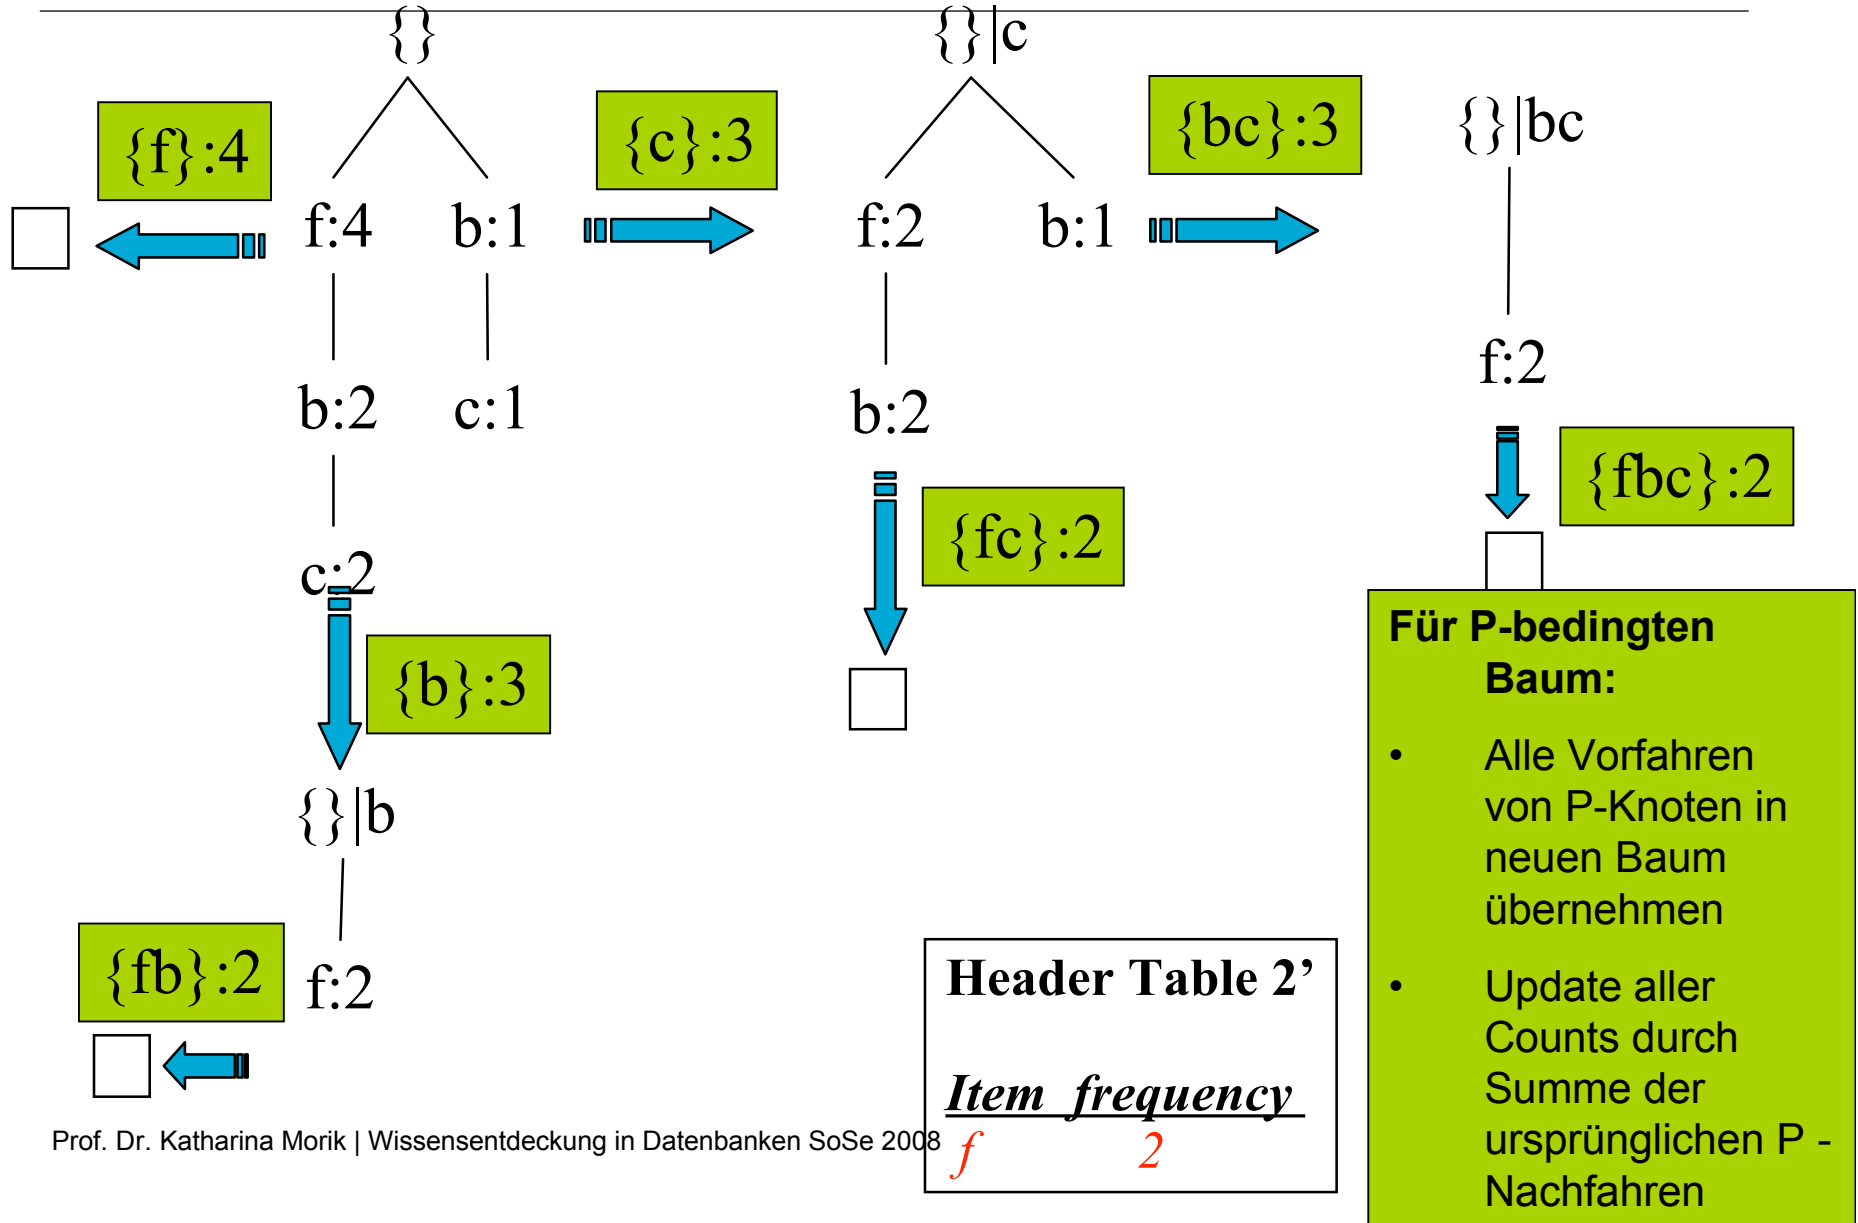 {} {}|c
{f}:4 {c}:3 {bc}:3 {}|bc
f:4 b:1 f:2 b:1
f:2
b:2 c:1 b:2
{fbc}:2
{fc}:2
c:2
{b}:3
{}|b
{fb}:2 f:2
Für P-bedingten
Baum:
• Alle Vorfahren
von P-Knoten in
neuen Baum
übernehmen
• Update aller
Counts durch
Summe der
ursprünglichen P -
Nachfahren
Header Table 2’
Item frequency
f 2
Prof. Dr. Katharina Morik | Wissensentdeckung in Datenbanken SoSe 2008